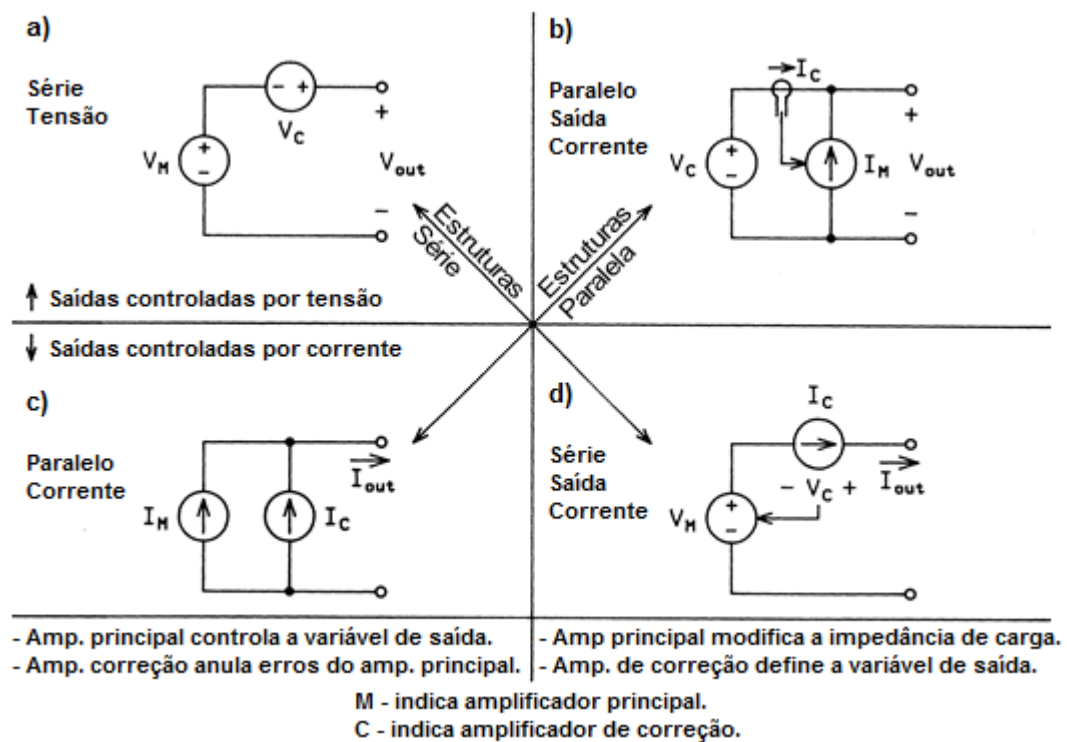 a)
Série
Tensão
- +
V_C
V_M
+
-
+
V_out
-
b)
Paralelo
Saída
Corrente
I_C
V_C
+
-
I_M
+
V_out
-
Estruturas
Série
Estruturas
Paralela
↑ Saídas controladas por tensão
↓ Saídas controladas por corrente
c)
Paralelo
Corrente
I_M
I_C
I_out
d)
Série
Saída
Corrente
I_C
- V_C +
I_out
V_M
+
-
- Amp. principal controla a variável de saída.
- Amp. correção anula erros do amp. principal.
- Amp principal modifica a impedância de carga.
- Amp. de correção define a variável de saída.
M - indica amplificador principal.
C - indica amplificador de correção.